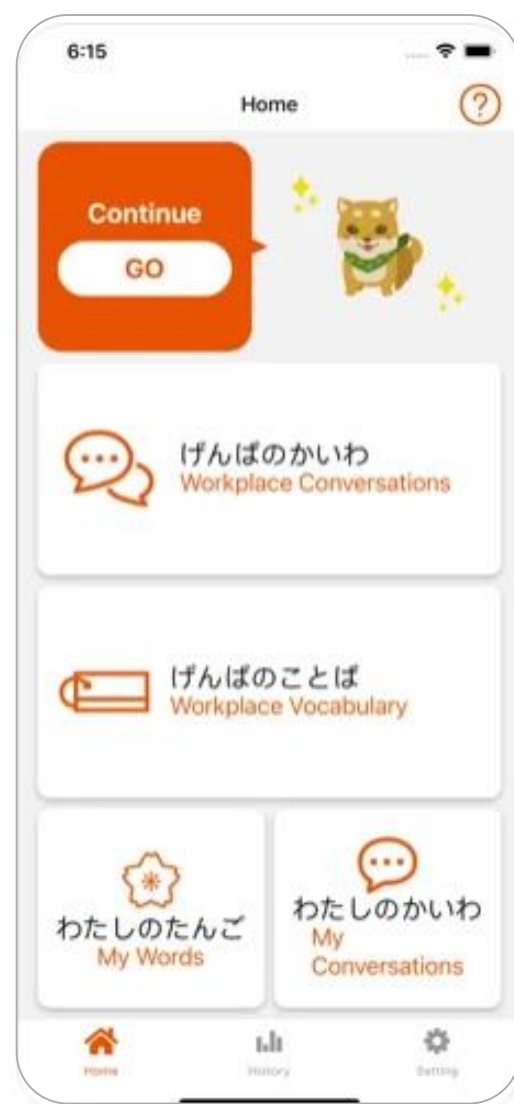 6:15
Home
?
Continue
GO
げんばのかいわ
Workplace Conversations
げんばのことば
Workplace Vocabulary
わたしのたんご
My Words
わたしのかいわ
My
Conversations
Home
History
Setting